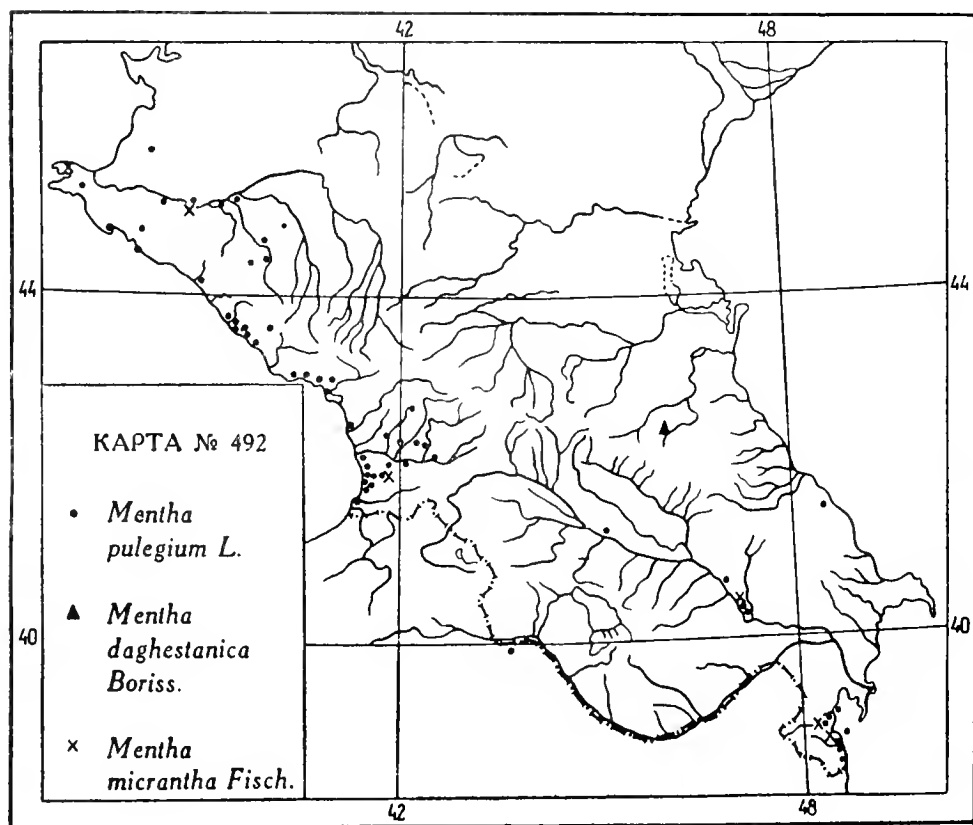 42 48
44 44
КАРТА № 492
• Mentha
pulegium L.
▲ Mentha
daghestanica
Boriss.
× Mentha
micrantha Fisch.
40 40
42 48